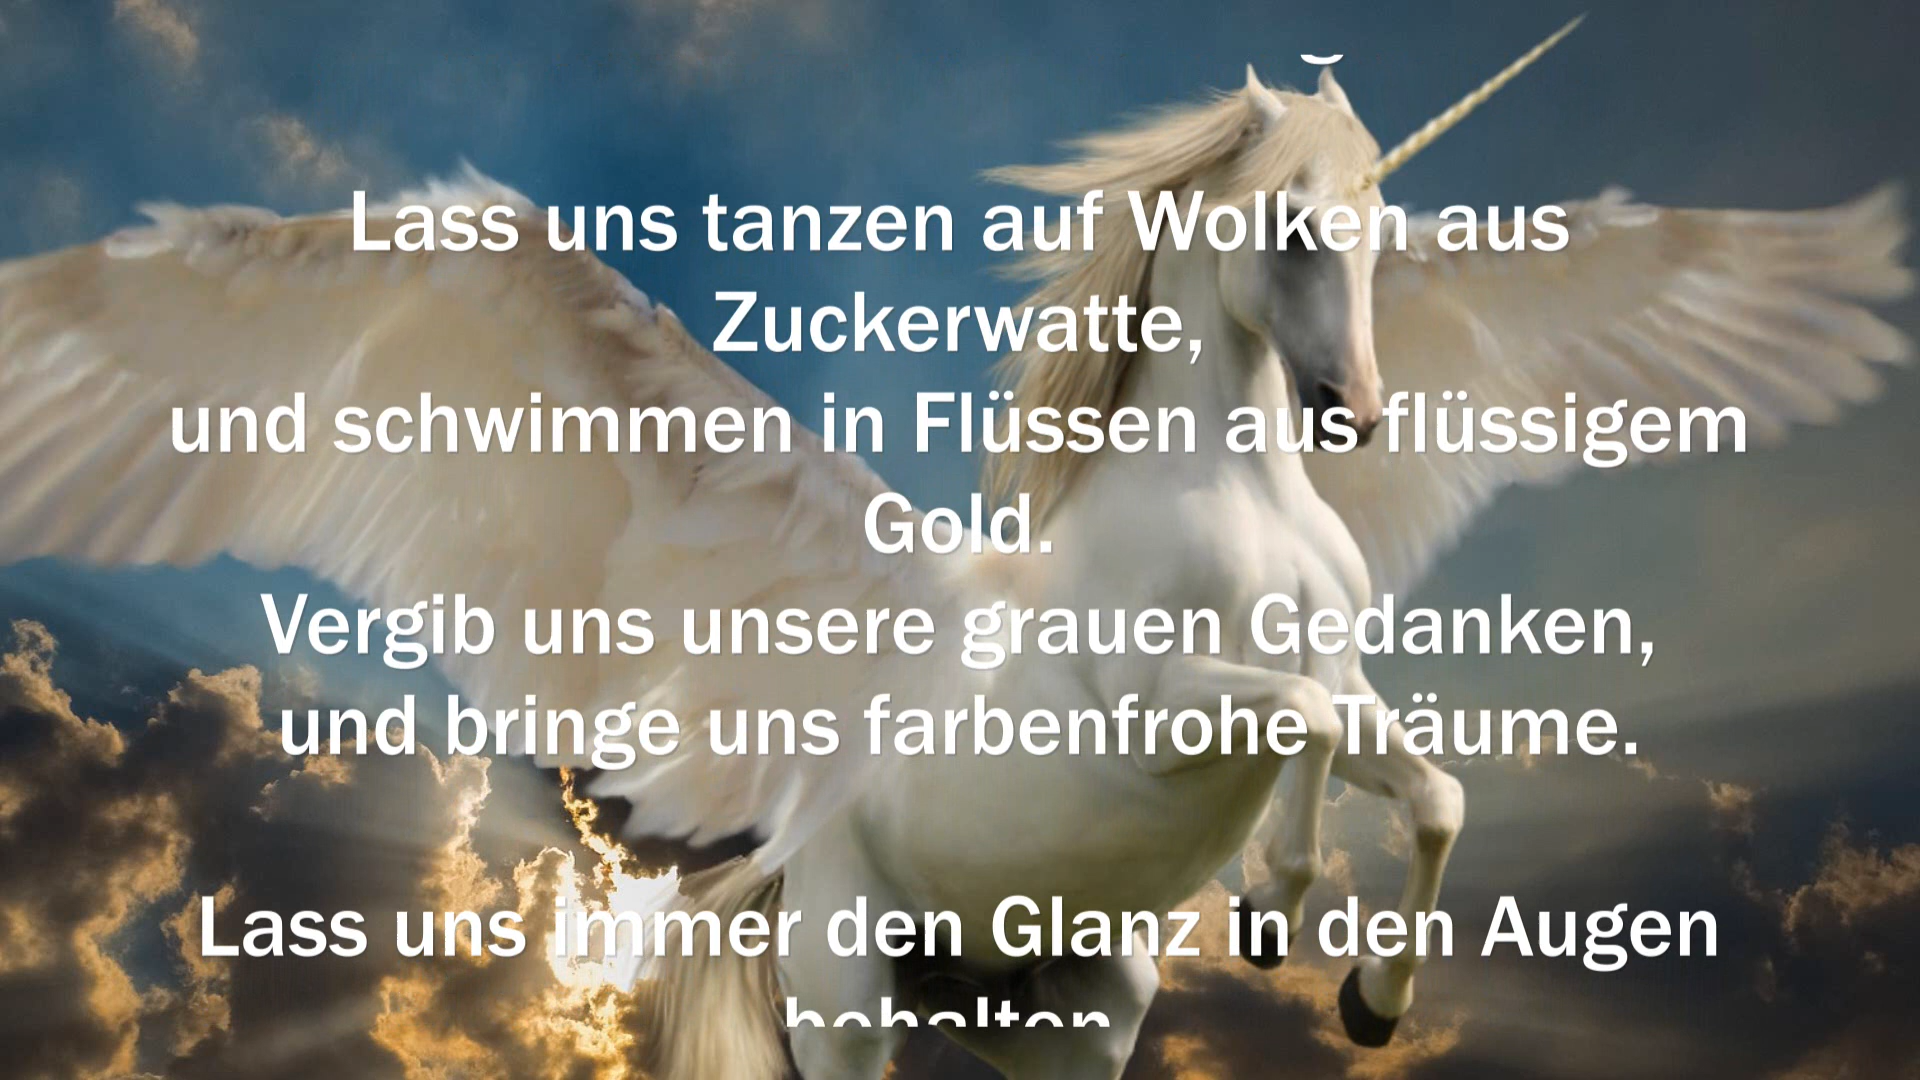 Lass uns tanzen auf Wolken aus
Zuckerwatte,
und schwimmen in Flüssen aus flüssigem
Gold.
Vergib uns unsere grauen Gedanken,
und bringe uns farbenfrohe Träume.
Lass uns immer den Glanz in den Augen
behalten